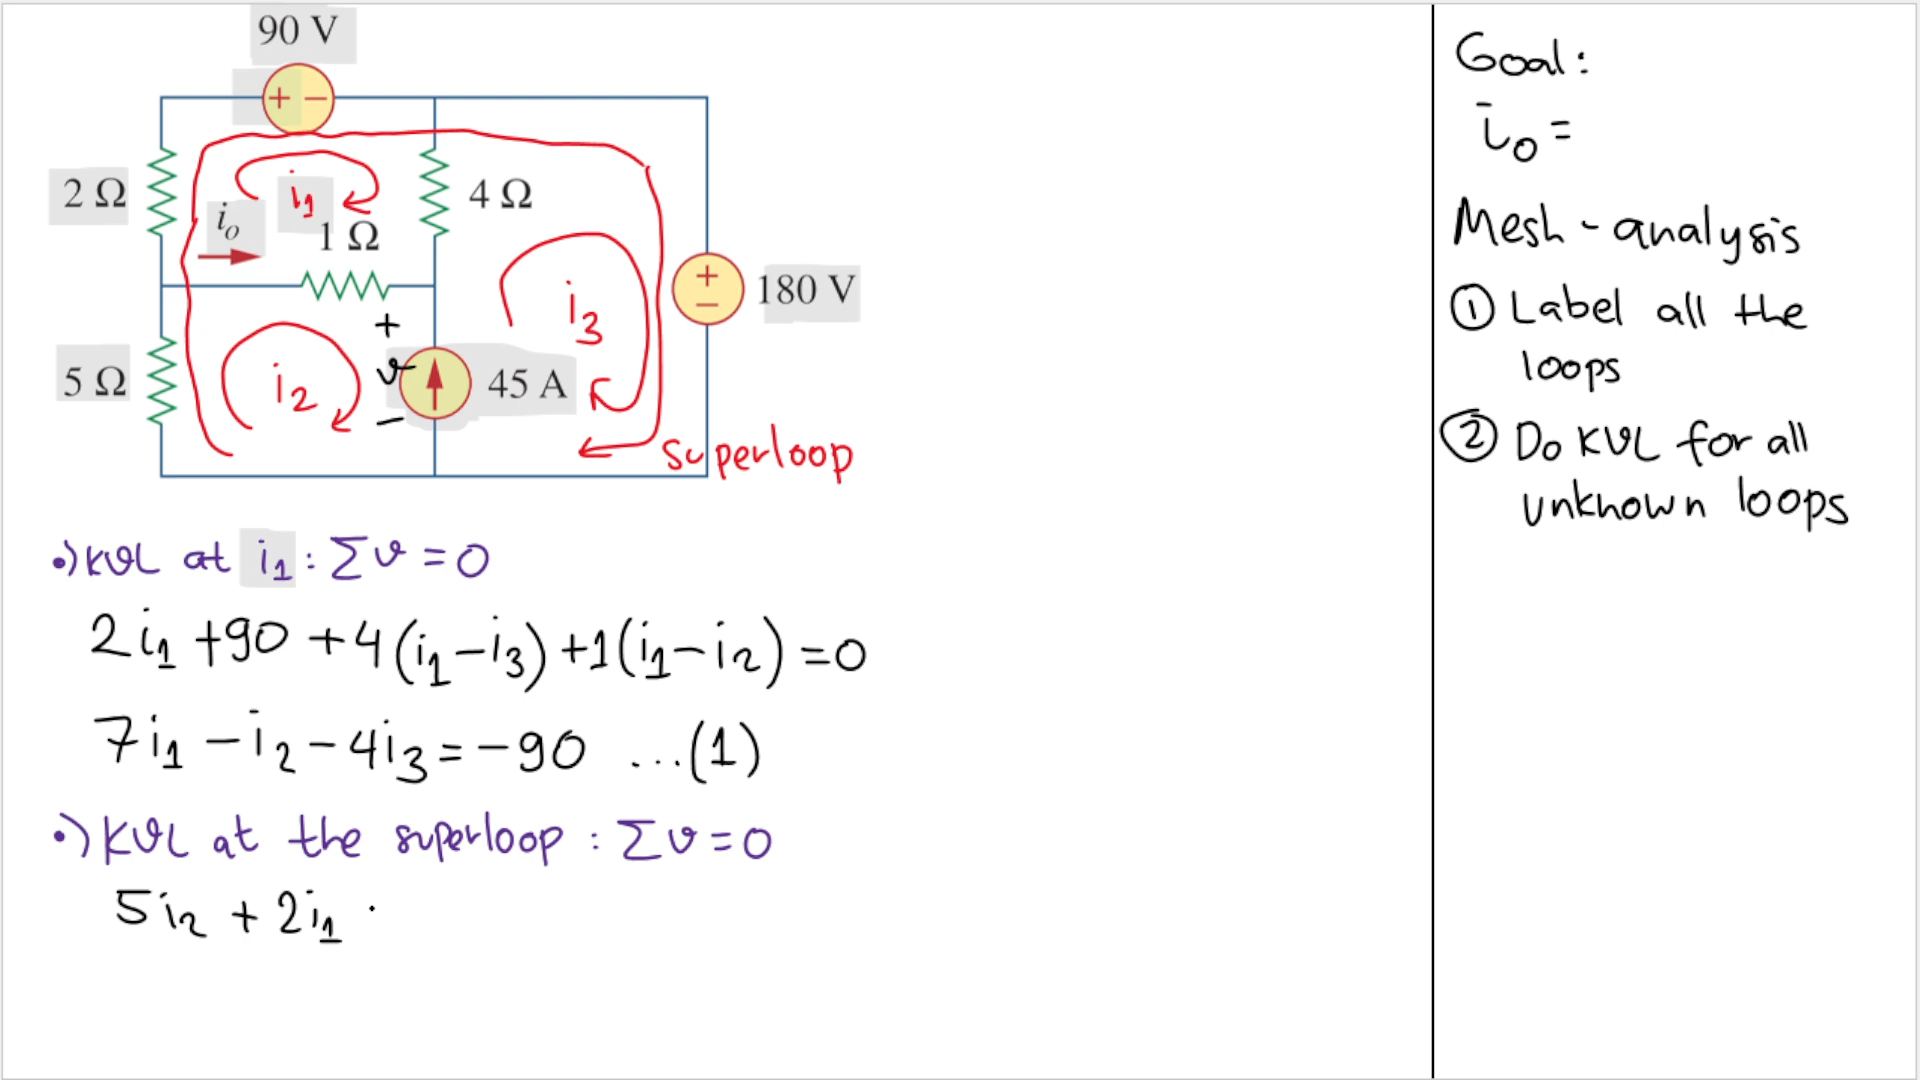 90 V
+ −
2 Ω
i1
4 Ω
io
1 Ω
i3
+
−
180 V
+
5 Ω
i2
v
45 A
−
superloop
•) KVL at i1 : ∑v = 0
2i1 + 90 + 4(i1 − i3) + 1(i1 − i2) = 0
7i1 − i2 − 4i3 = −90 ...(1)
•) KVL at the superloop : ∑v = 0
5i2 + 2i1
Goal:
io =
Mesh - analysis
① Label all the
loops
② Do KVL for all
unknown loops